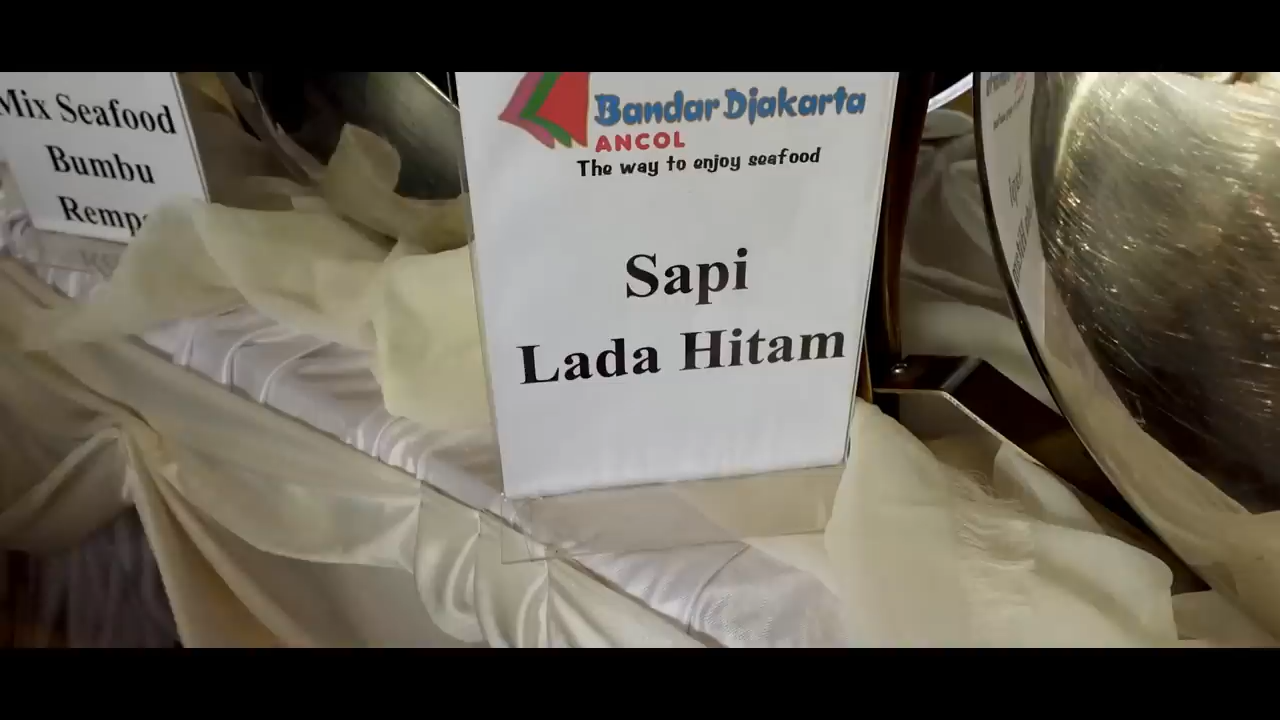 Mix Seafood
Bumbu
Bandar Djakarta
ANCOL
The way to enjoy seafood
Sapi
Lada Hitam